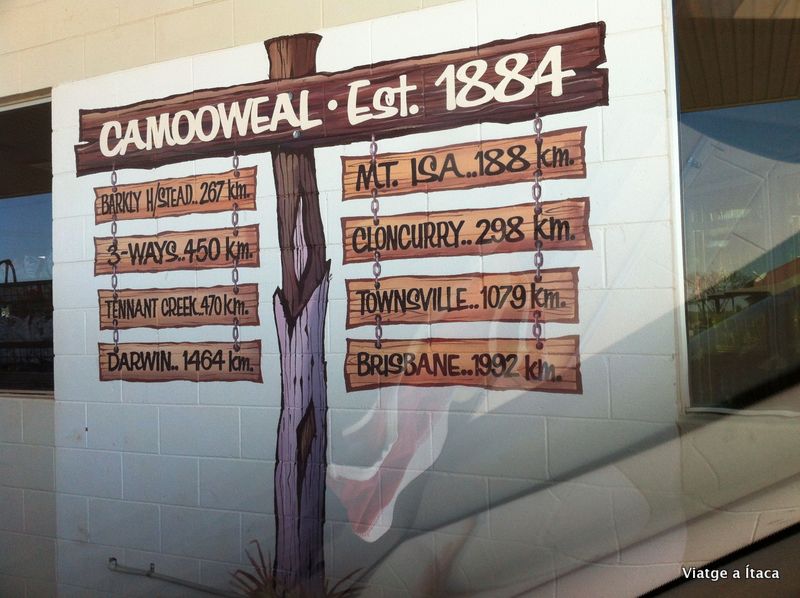 CAMOOWEAL · EST. 1884
BARKLY H/STEAD.. 267 km.
3-WAYS..450 km.
TENNANT CREEK.470 km.
DARWIN.. 1464 km.
MT. ISA..188 km.
CLONCURRY.. 298 km.
TOWNSVILLE..1079 km.
BRISBANE..1992 km.
Viatge a Ítaca